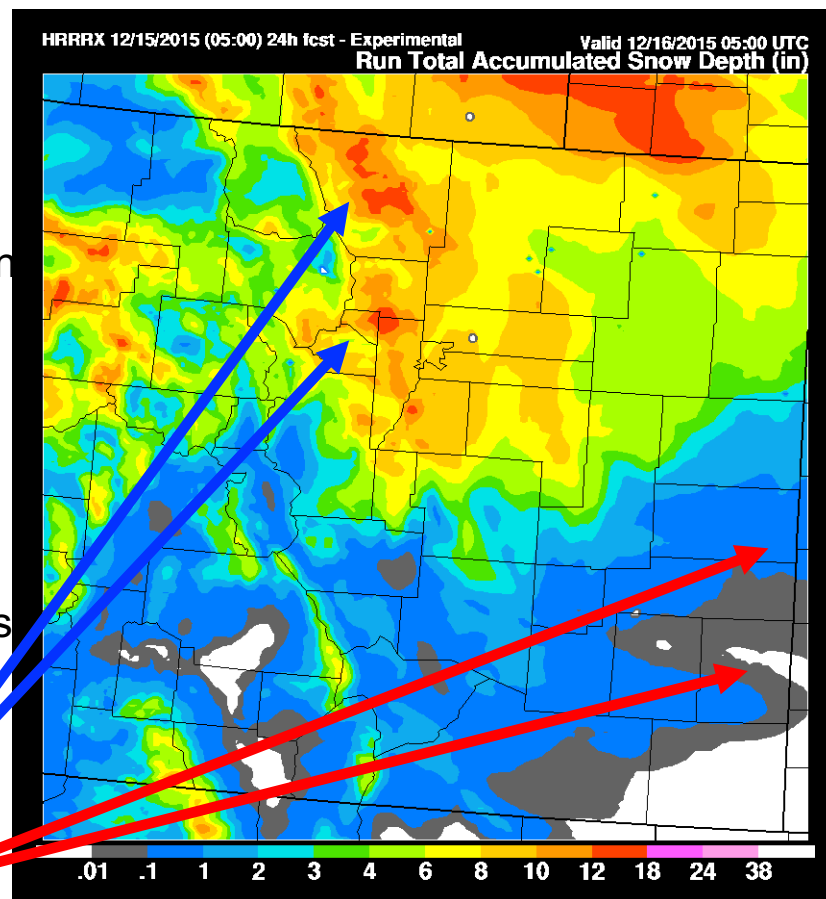 HRRRX 12/15/2015 (05:00) 24h fcst - Experimental
Valid 12/16/2015 05:00 UTC
Run Total Accumulated Snow Depth (in)
n
s
.01 .1 1 2 3 4 6 8 10 12 18 24 38